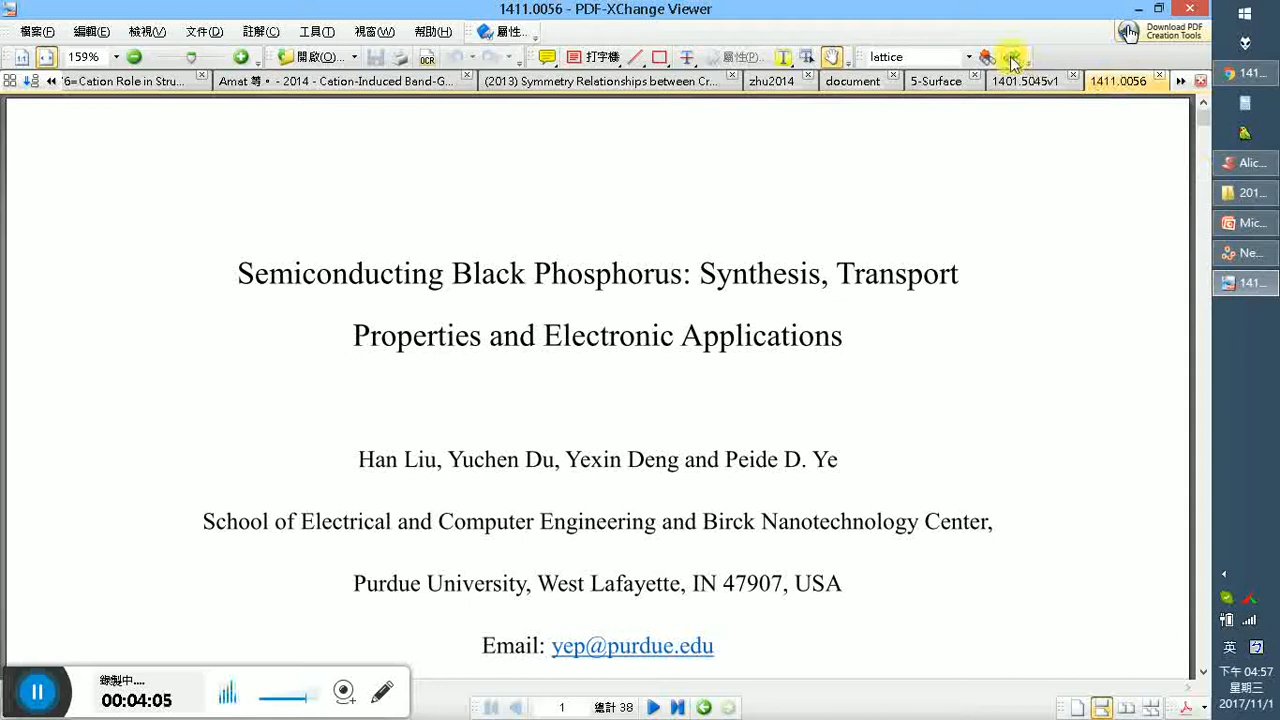 1411.0056 - PDF-XChange Viewer
檔案(F) 編輯(E) 檢視(V) 文件(D) 註解(C) 工具(T) 視窗(W) 幫助(H) 屬性..
Download PDF
Creation Tools
159% 開啟(O)... OCR 打字機 屬性(P)... lattice
'6=Cation Role in Stru... Amat 等。- 2014 - Cation-Induced Band-G... (2013) Symmetry Relationships between Cr... zhu2014 document 5-Surface 1401.5045v1 1411.0056
Semiconducting Black Phosphorus: Synthesis, Transport
Properties and Electronic Applications
Han Liu, Yuchen Du, Yexin Deng and Peide D. Ye
School of Electrical and Computer Engineering and Birck Nanotechnology Center,
Purdue University, West Lafayette, IN 47907, USA
Email: yep@purdue.edu
錄製中....
00:04:05
1 總計 38
141...
Alic...
201...
Mic...
Ne...
141...
英
下午 04:57
星期三
2017/11/1